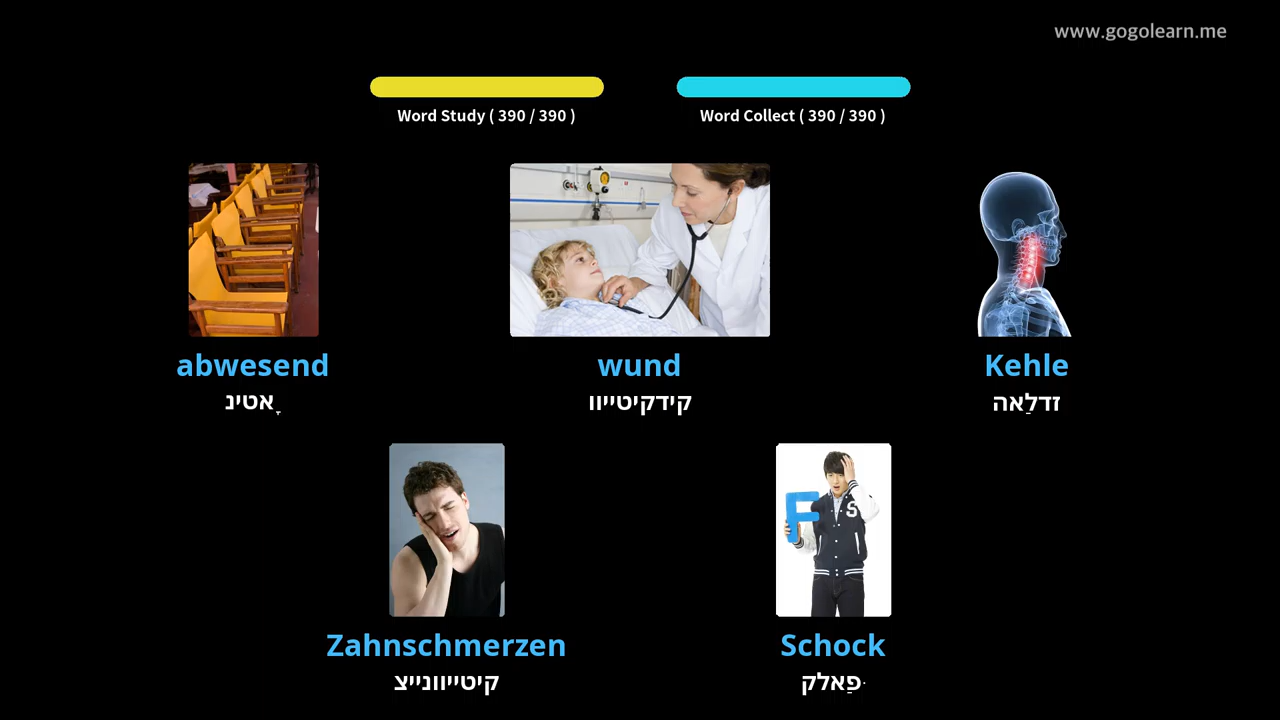 www.gogolearn.me
Word Study ( 390 / 390 )
Word Collect ( 390 / 390 )
abwesend
wund
Kehle
ָאטינ
קידקיטייוו
זדלַאה
Zahnschmerzen
Schock
קיטייוונייצ
ּפַאלק